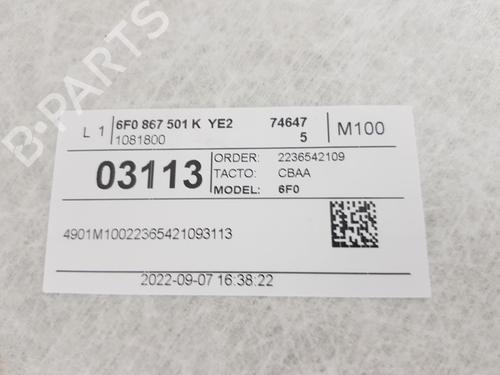 B-PARTS
L 1
6F0 867 501 K YE2 74647
1081800 5
M100
03113
ORDER: 2236542109
TACTO: CBAA
MODEL: 6F0
4901M10022365421093113
2022-09-07 16:38:22